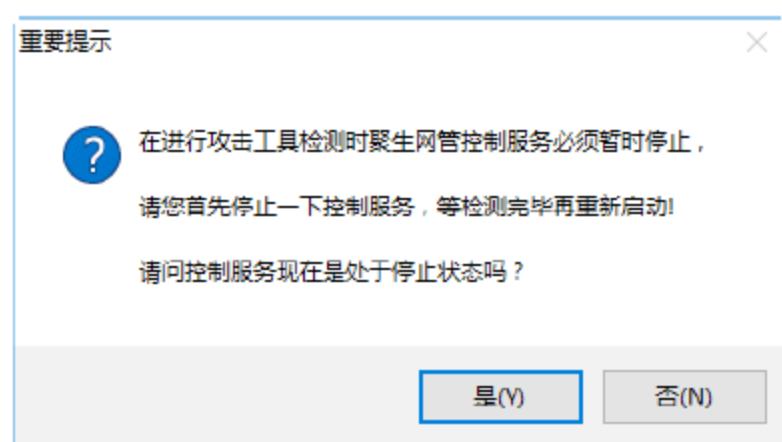 重要提示
在进行攻击工具检测时聚生网管控制服务必须暂时停止，
请您首先停止一下控制服务，等检测完毕再重新启动!
请问控制服务现在是处于停止状态吗？
是(Y) 否(N)